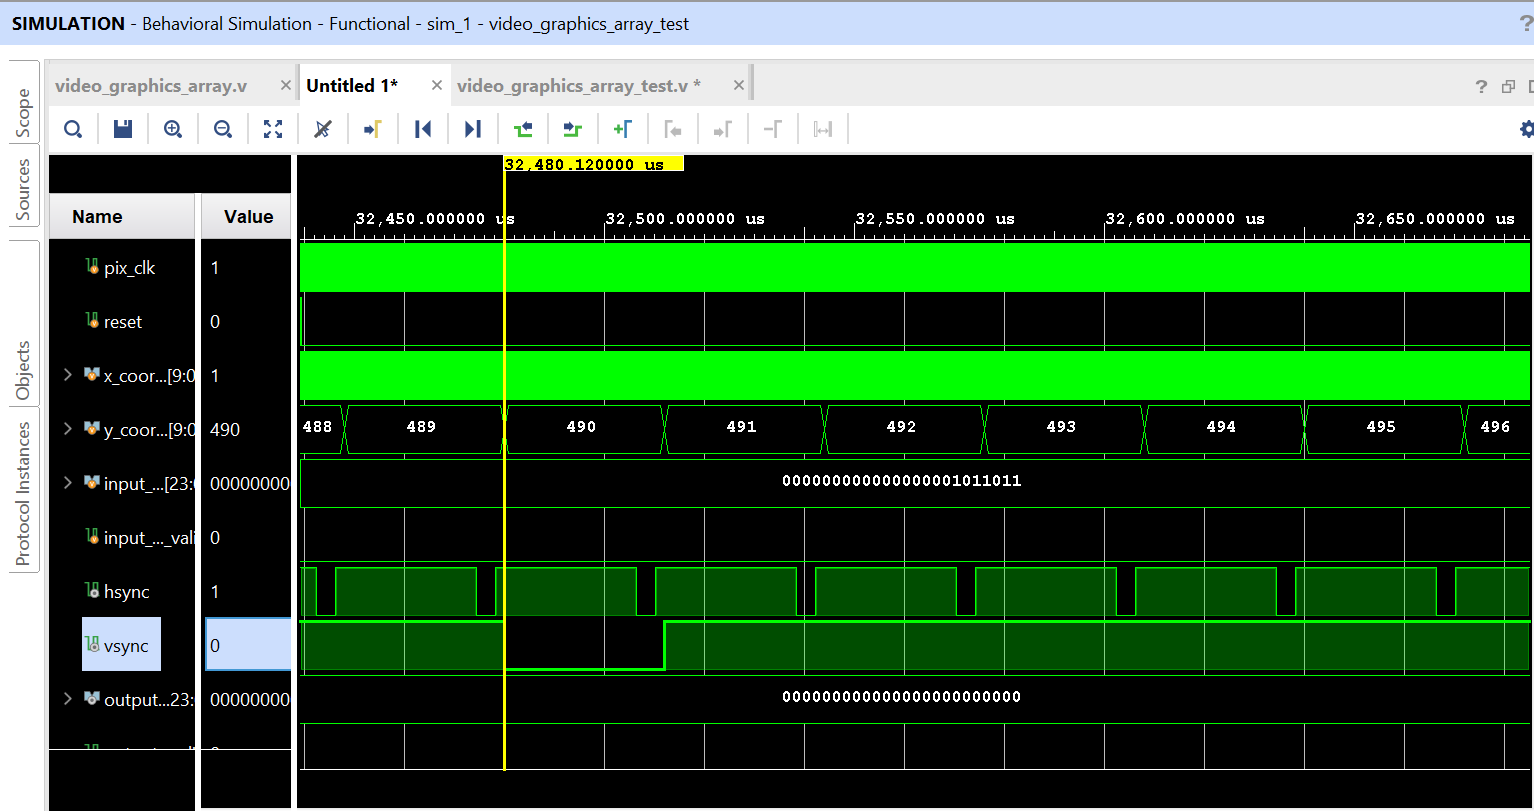 SIMULATION - Behavioral Simulation - Functional - sim_1 - video_graphics_array_test
?
Scope
Sources
Objects
Protocol Instances
video_graphics_array.v
Untitled 1*
video_graphics_array_test.v *
?
32,480.120000 us
Name
Value
32,450.000000 us
32,500.000000 us
32,550.000000 us
32,600.000000 us
32,650.000000 us
pix_clk 1
reset 0
x_coor...[9:0 1
y_coor...[9:0 490 488 489 490 491 492 493 494 495 496
input_...[23:0 00000000 000000000000000001011011
input_..._vali 0
hsync 1
vsync 0
output...23: 00000000 000000000000000000000000